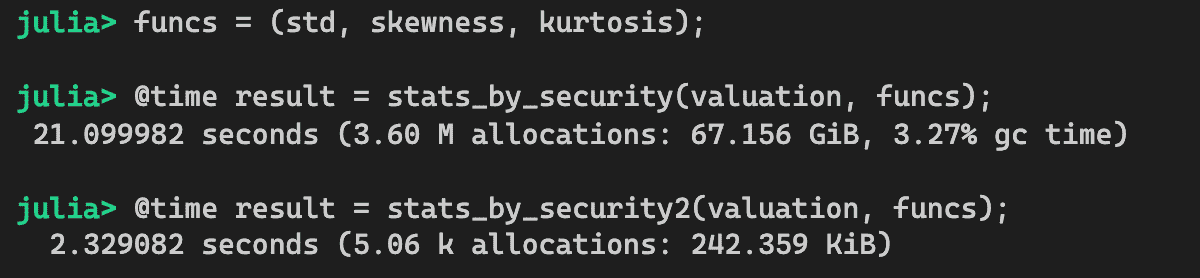 julia> funcs = (std, skewness, kurtosis);
julia> @time result = stats_by_security(valuation, funcs);
21.099982 seconds (3.60 M allocations: 67.156 GiB, 3.27% gc time)
julia> @time result = stats_by_security2(valuation, funcs);
2.329082 seconds (5.06 k allocations: 242.359 KiB)